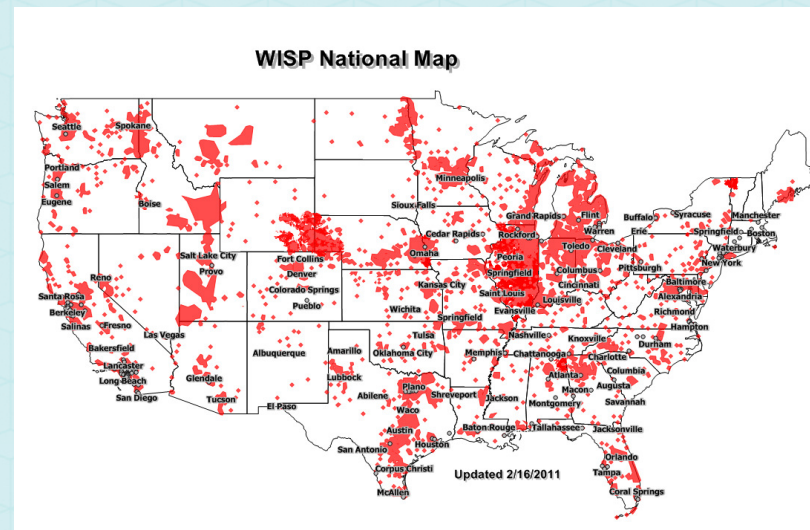 WISP National Map
Seattle
Spokane
Portland
Salem
Eugene
Boise
Minneapolis
Sioux Falls
Grand Rapids
Flint
Warren
Buffalo
Syracuse
Manchester
Erie
Springfield
Boston
Cedar Rapids
Rockford
Waterbury
Salt Lake City
Provo
Fort Collins
Denver
Omaha
Peoria
Toledo
Cleveland
New York
Reno
Springfield
Columbus
Pittsburgh
Colorado Springs
Kansas City
Cincinnati
Baltimore
Santa Rosa
Berkeley
Pueblo
Saint Louis
Louisville
Alexandria
Salinas
Fresno
Wichita
Springfield
Evansville
Richmond
Las Vegas
Tulsa
Nashville
Knoxville
Hampton
Bakersfield
Albuquerque
Amarillo
Oklahoma City
Memphis
Chattanooga
Charlotte
Durham
Lancaster
Long Beach
Glendale
Lubbock
Atlanta
Columbia
San Diego
Tucson
El Paso
Abilene
Plano
Shreveport
Jackson
Macon
Augusta
Waco
Montgomery
Savannah
Austin
Baton Rouge
Tallahassee
Jacksonville
San Antonio
Houston
Orlando
Corpus Christi
Updated 2/16/2011
Tampa
McAllen
Coral Springs